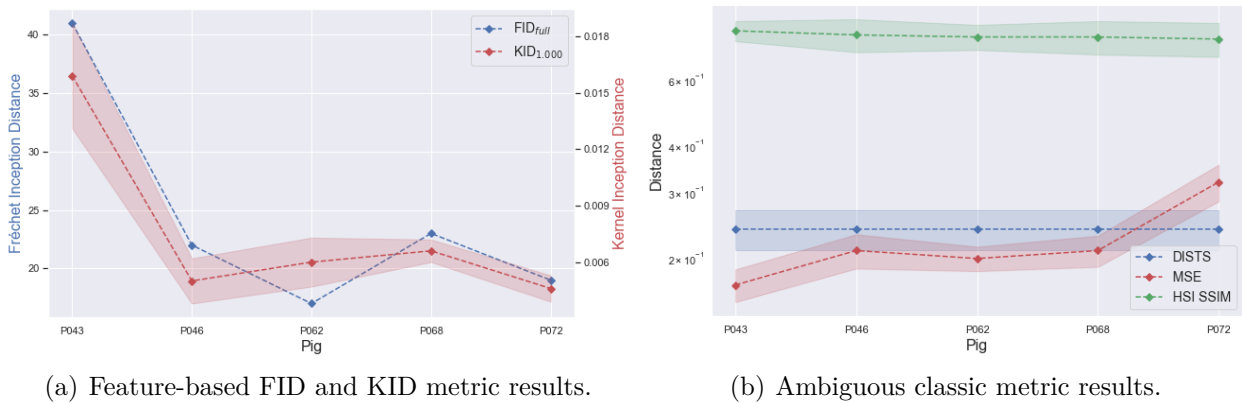 40
35
30
25
20
Fréchet Inception Distance
FID_full
KID_1.000
0.018
0.015
0.012
0.009
0.006
Kernel Inception Distance
P043 P046 P062 P068 P072
Pig
(a) Feature-based FID and KID metric results.
6 × 10⁻¹
4 × 10⁻¹
3 × 10⁻¹
2 × 10⁻¹
Distance
DISTS
MSE
HSI SSIM
P043 P046 P062 P068 P072
Pig
(b) Ambiguous classic metric results.